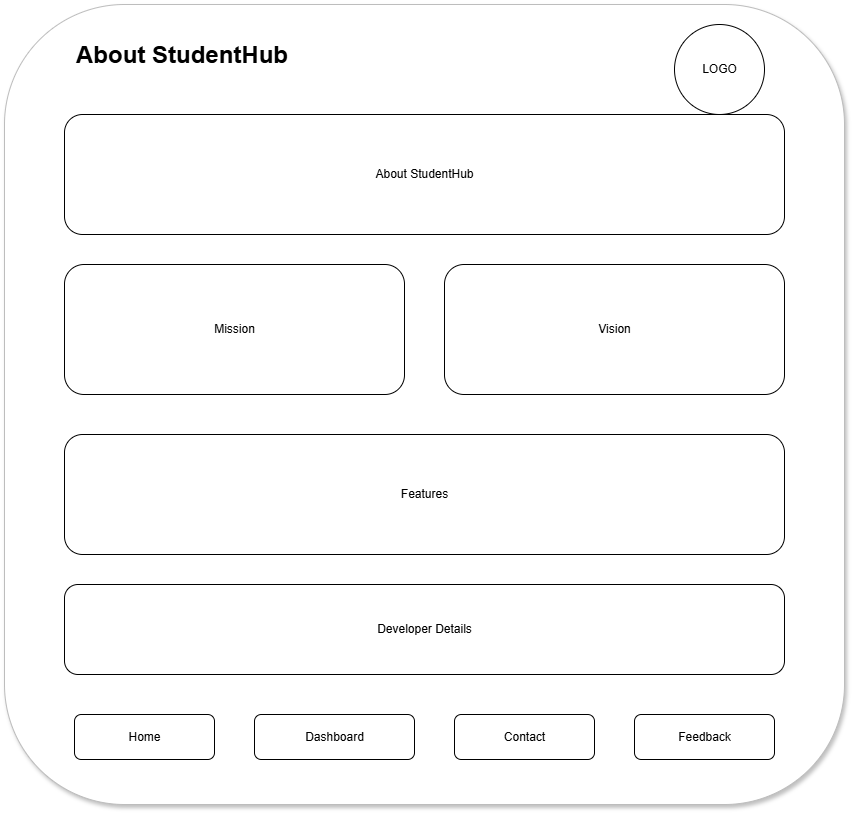 About StudentHub
LOGO
About StudentHub
Mission
Vision
Features
Developer Details
Home
Dashboard
Contact
Feedback